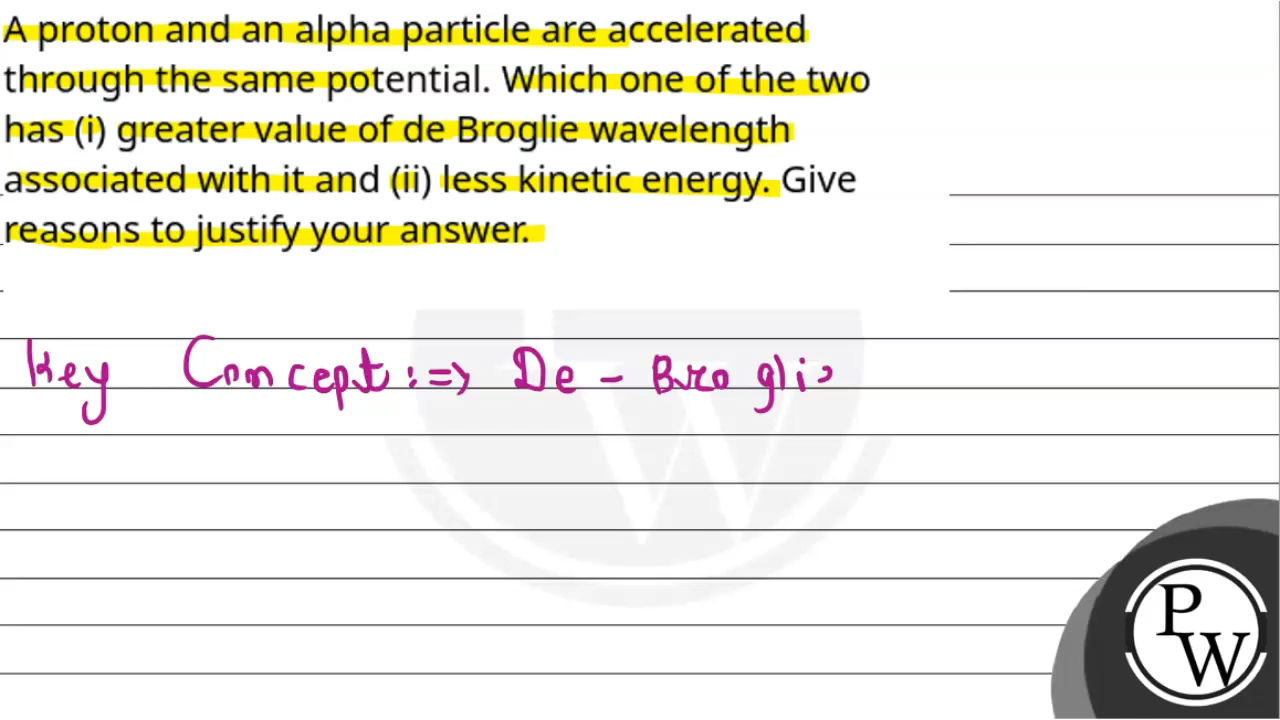 A proton and an alpha particle are accelerated
through the same potential. Which one of the two
has (i) greater value of de Broglie wavelength
associated with it and (ii) less kinetic energy. Give
reasons to justify your answer.
Key Concept :⇒ De - Brogli
PW